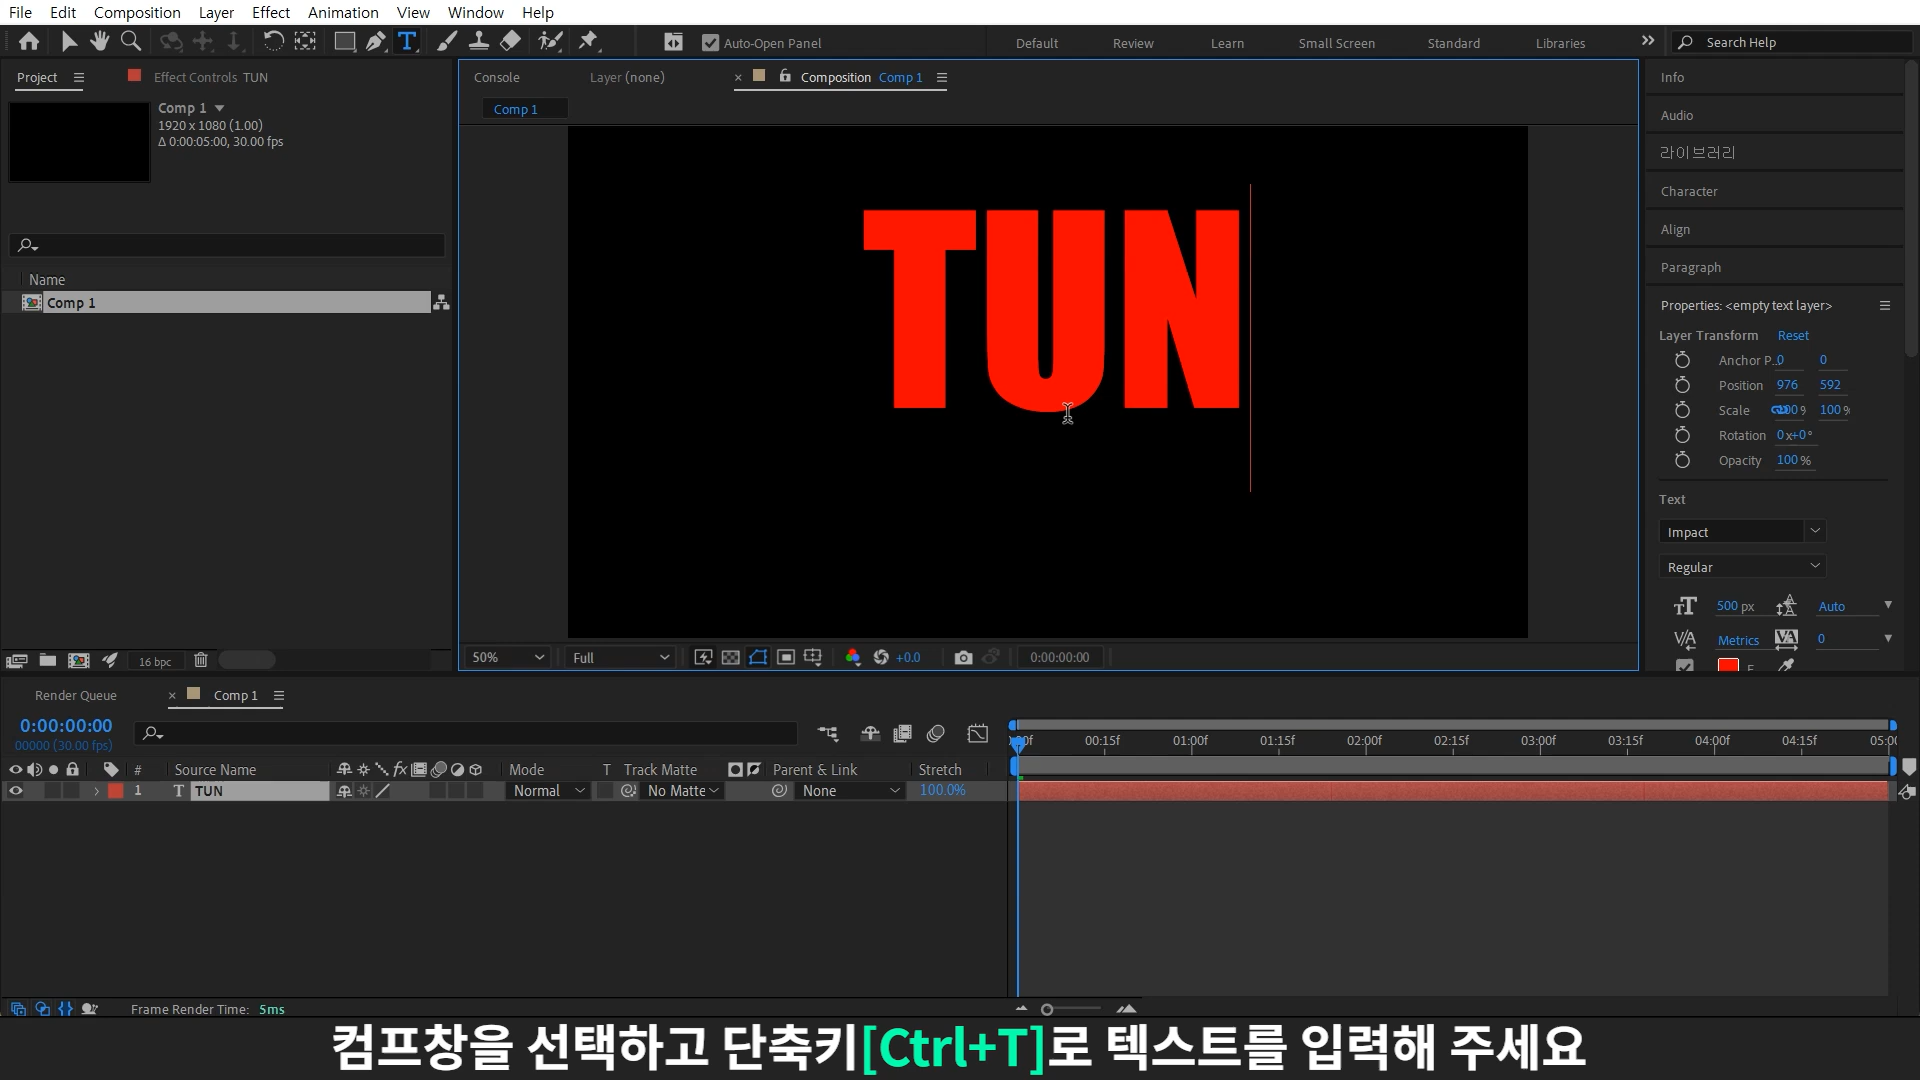 File Edit Composition Layer Effect Animation View Window Help
Auto-Open Panel Default Review Learn Small Screen Standard Libraries Search Help
Project Effect Controls TUN
Comp 1
1920 x 1080 (1.00)
Δ 0:00:05:00, 30.00 fps
Name
Comp 1
Console Layer (none) Composition Comp 1
Comp 1
TUN
Info
Audio
라이브러리
Character
Align
Paragraph
Properties: <empty text layer>
Layer Transform Reset
Anchor P... 0 0
Position 976 592
Scale 100 % 100 %
Rotation 0x+0°
Opacity 100 %
Text
Impact
Regular
500 px Auto
Metrics 0
16 bpc
50% Full +0.0 0:00:00:00
Render Queue Comp 1
0:00:00:00
00000 (30.00 fps)
00:15f 01:00f 01:15f 02:00f 02:15f 03:00f 03:15f 04:00f 04:15f
# Source Name Mode T Track Matte Parent & Link Stretch
1 T TUN Normal No Matte None 100.0%
Frame Render Time: 5ms
컴프창을 선택하고 단축키[Ctrl+T]로 텍스트를 입력해 주세요